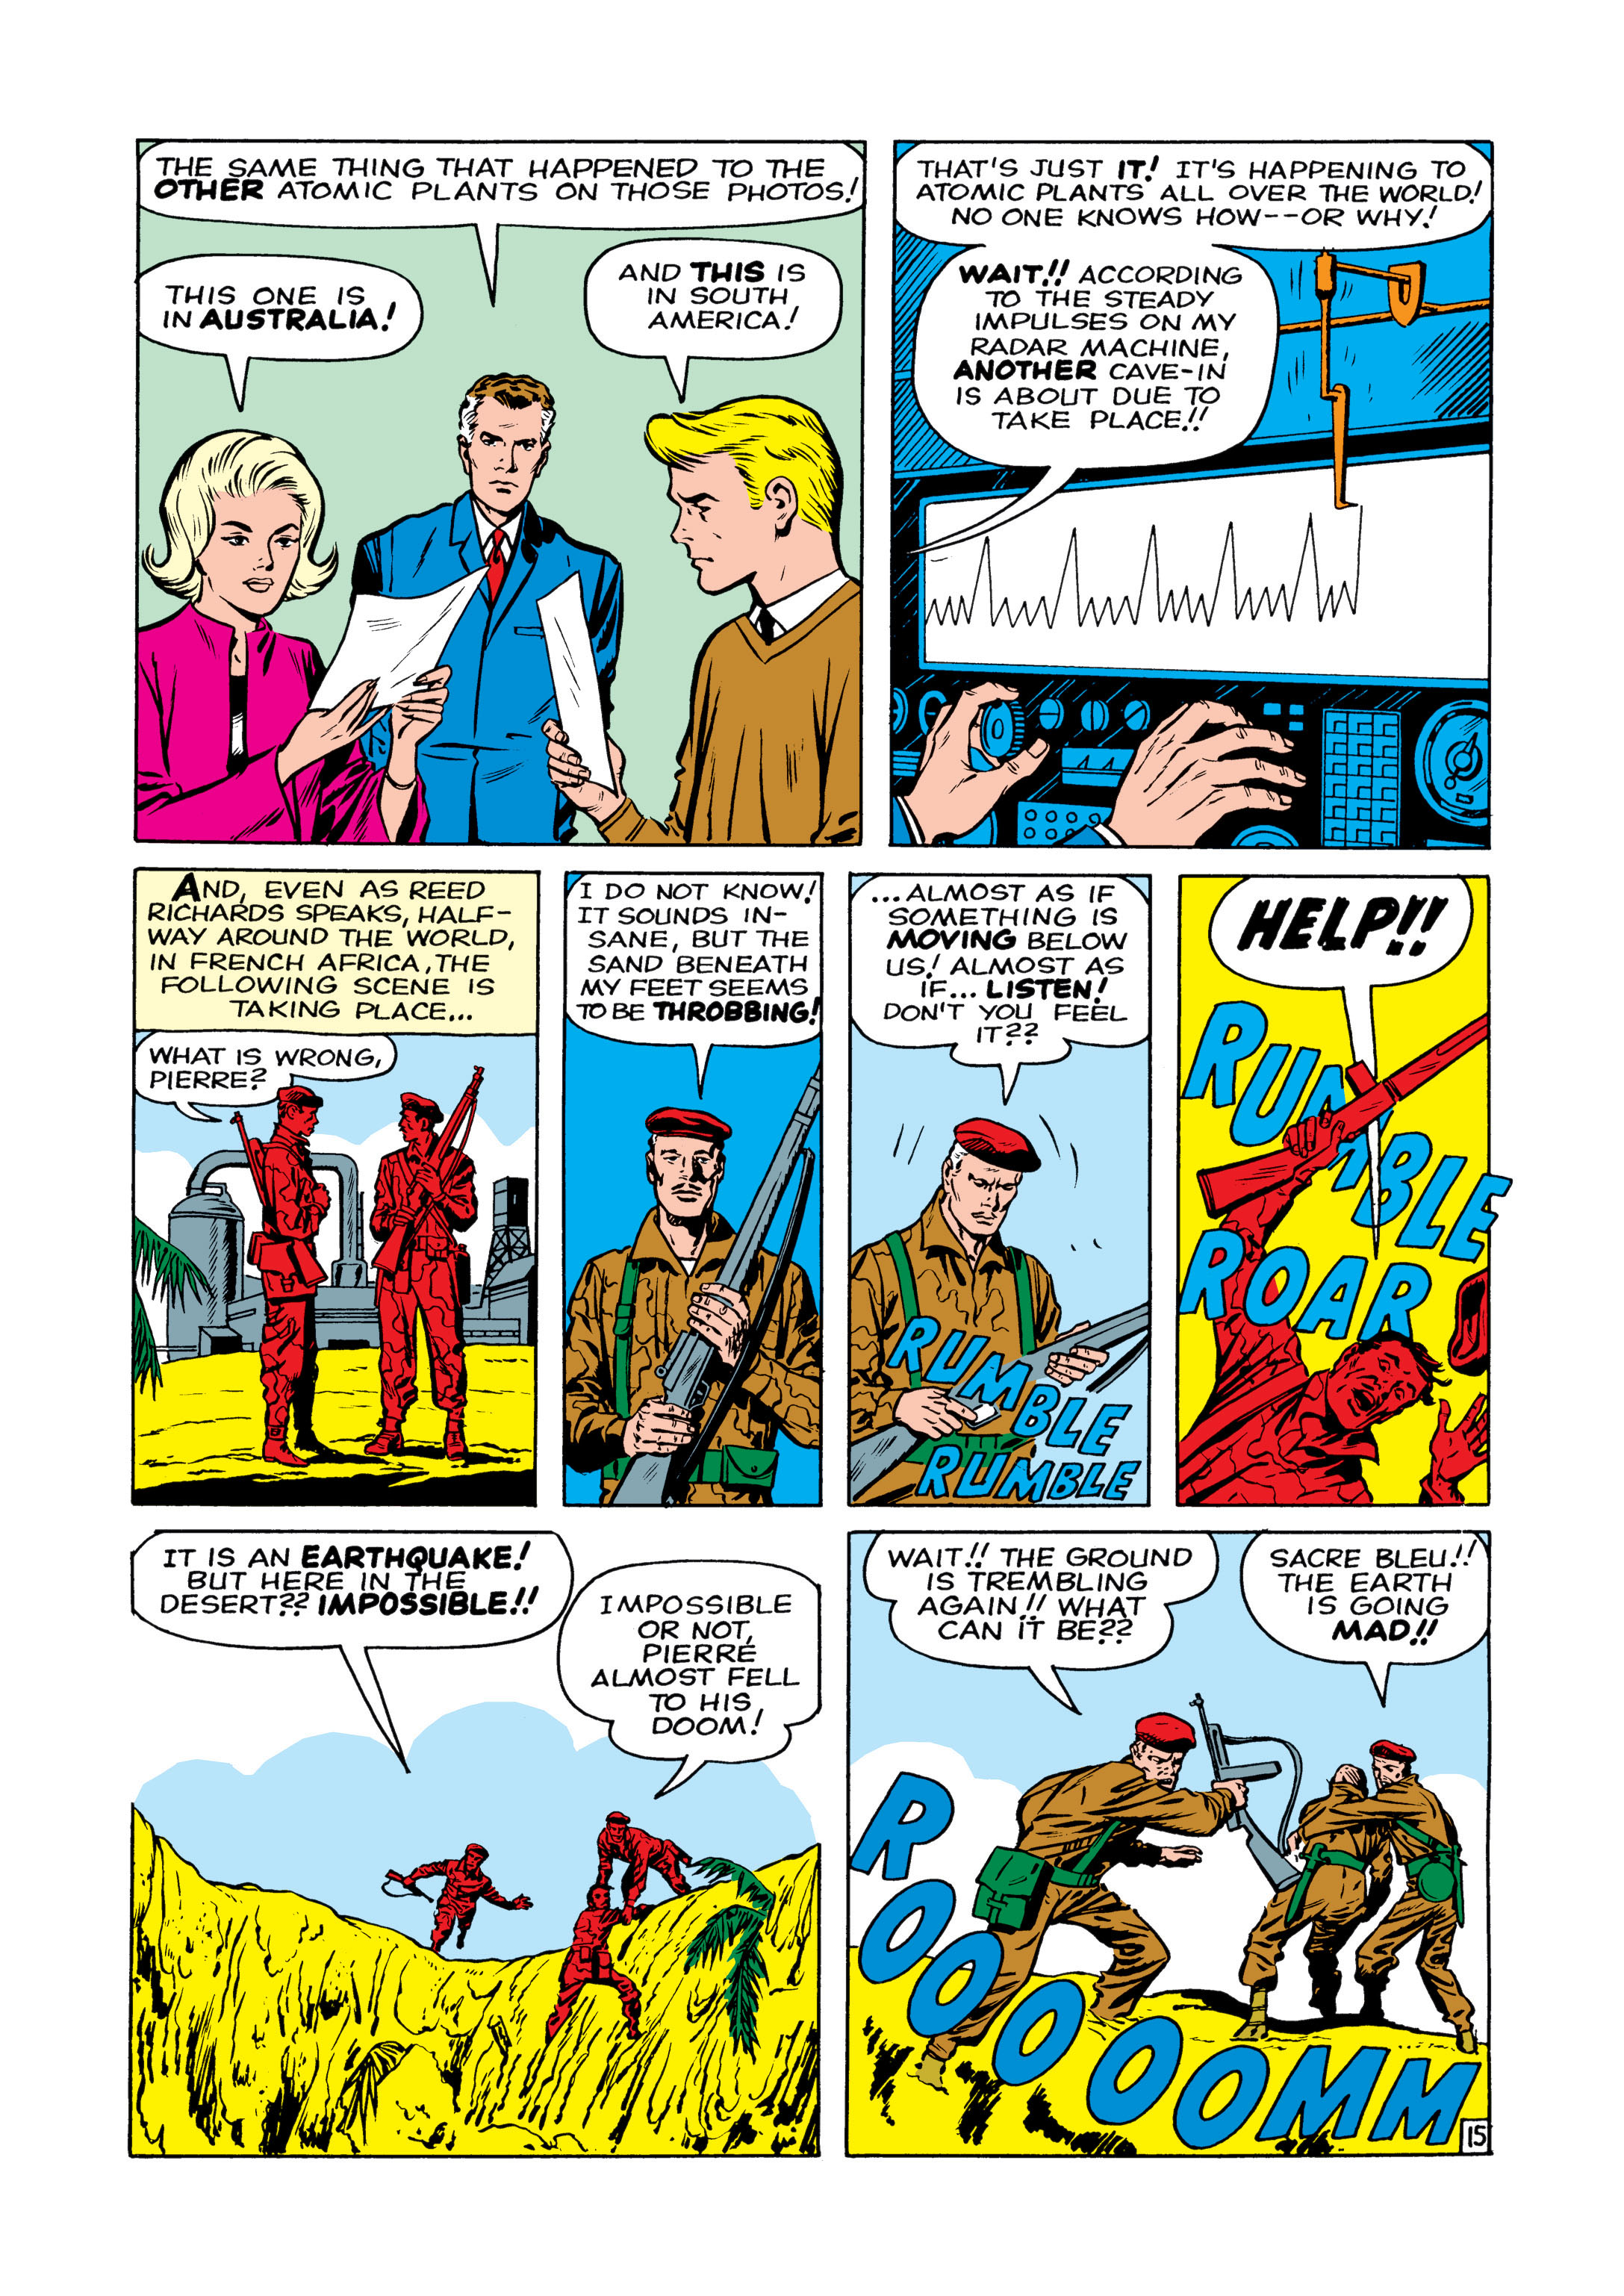 THE SAME THING THAT HAPPENED TO THE
OTHER ATOMIC PLANTS ON THOSE PHOTOS!
THIS ONE IS
IN AUSTRALIA!
AND THIS IS
IN SOUTH
AMERICA!
THAT'S JUST IT! IT'S HAPPENING TO
ATOMIC PLANTS ALL OVER THE WORLD!
NO ONE KNOWS HOW--OR WHY!
WAIT!! ACCORDING
TO THE STEADY
IMPULSES ON MY
RADAR MACHINE,
ANOTHER CAVE-IN
IS ABOUT DUE TO
TAKE PLACE!!
AND, EVEN AS REED
RICHARDS SPEAKS, HALF-
WAY AROUND THE WORLD,
IN FRENCH AFRICA, THE
FOLLOWING SCENE IS
TAKING PLACE...
WHAT IS WRONG,
PIERRE?
I DO NOT KNOW!
IT SOUNDS IN-
SANE, BUT THE
SAND BENEATH
MY FEET SEEMS
TO BE THROBBING!
...ALMOST AS IF
SOMETHING IS
MOVING BELOW
US! ALMOST AS
IF... LISTEN!
DON'T YOU FEEL
IT??
RUMBLE
RUMBLE
HELP!!
RUMBLE
ROAR
IT IS AN EARTHQUAKE!
BUT HERE IN THE
DESERT?? IMPOSSIBLE!!
IMPOSSIBLE
OR NOT,
PIERRE
ALMOST FELL
TO HIS
DOOM!
WAIT!! THE GROUND
IS TREMBLING
AGAIN!! WHAT
CAN IT BE??
SACRE BLEU!!
THE EARTH
IS GOING
MAD!!
ROOOOOMM
15